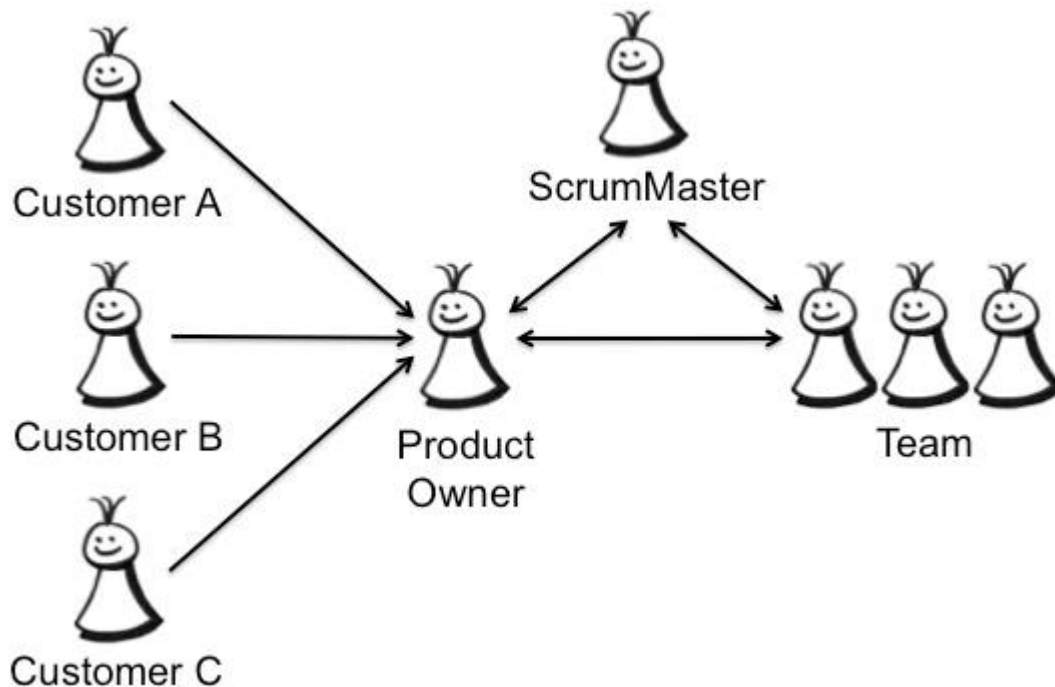 Customer A
ScrumMaster
Customer B
Product
Owner
Team
Customer C